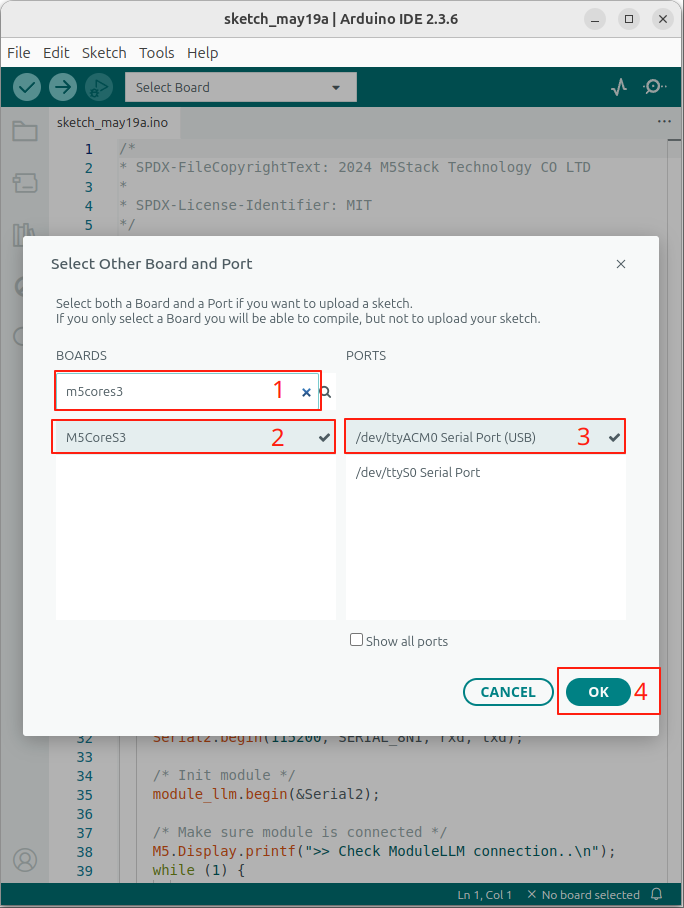 sketch_may19a | Arduino IDE 2.3.6
File Edit Sketch Tools Help
Select Board
sketch_may19a.ino
1 /*
2 * SPDX-FileCopyrightText: 2024 M5Stack Technology CO LTD
3 *
4 * SPDX-License-Identifier: MIT
5 */
Select Other Board and Port
Select both a Board and a Port if you want to upload a sketch.
If you only select a Board you will be able to compile, but not to upload your sketch.
BOARDS PORTS
m5cores3 1
M5CoreS3 2 /dev/ttyACM0 Serial Port (USB) 3
/dev/ttyS0 Serial Port
Show all ports
CANCEL OK 4
32 Serial2.begin(115200, SERIAL_8N1, rxd, txd);
33
34 /* Init module */
35 module_llm.begin(&Serial2);
36
37 /* Make sure module is connected */
38 M5.Display.printf(">> Check ModuleLLM connection..\n");
39 while (1) {
Ln 1, Col 1 × No board selected